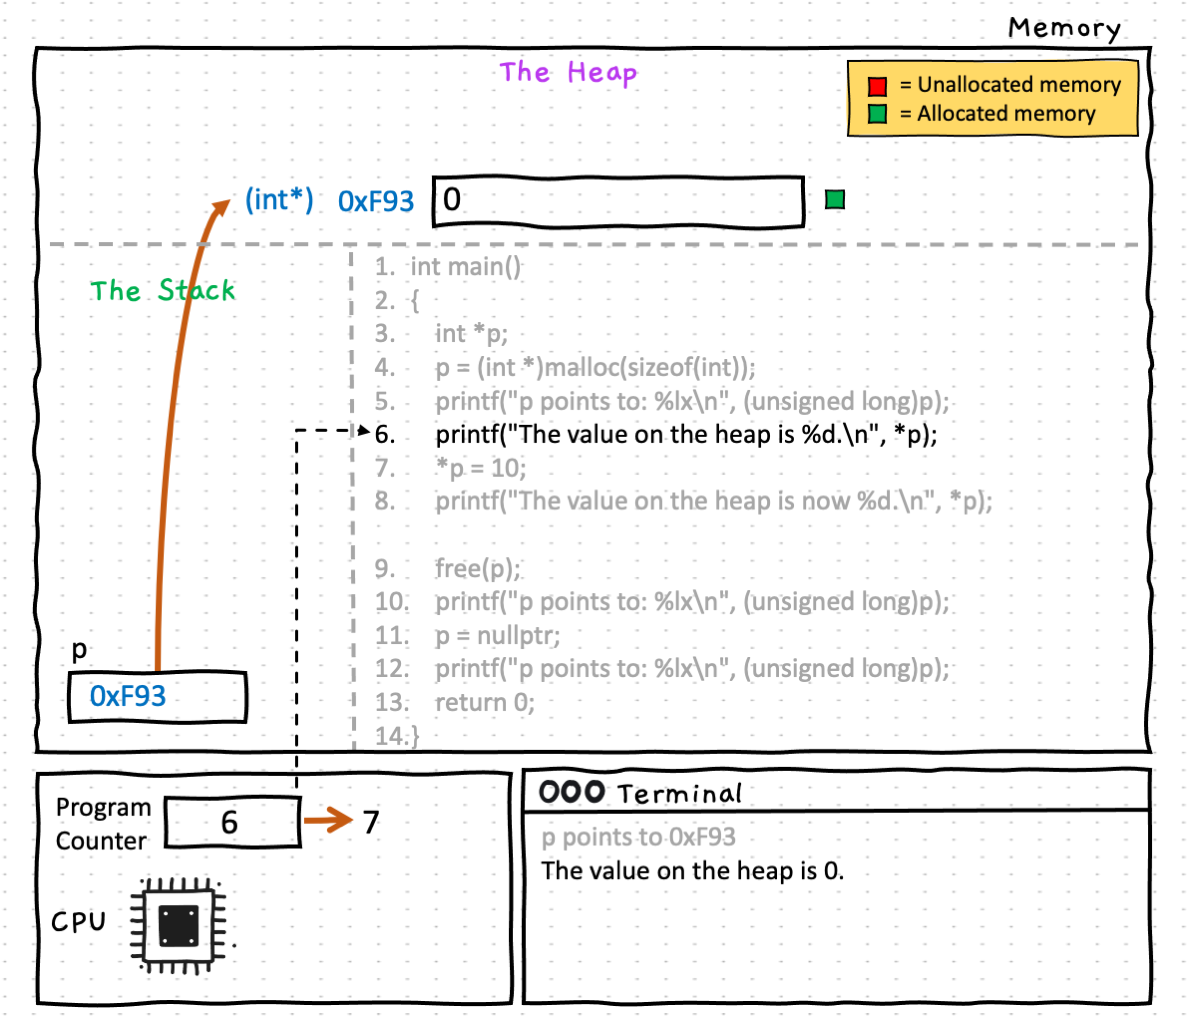 Memory
The Heap
= Unallocated memory
= Allocated memory
(int*) 0xF93 0
The Stack
1. int main()
2. {
3. int *p;
4. p = (int *)malloc(sizeof(int));
5. printf("p points to: %lx\n", (unsigned long)p);
6. printf("The value on the heap is %d.\n", *p);
7. *p = 10;
8. printf("The value on the heap is now %d.\n", *p);
9. free(p);
10. printf("p points to: %lx\n", (unsigned long)p);
11. p = nullptr;
12. printf("p points to: %lx\n", (unsigned long)p);
13. return 0;
14.}
p
0xF93
Program
Counter
6
7
CPU
Terminal
p points to 0xF93
The value on the heap is 0.